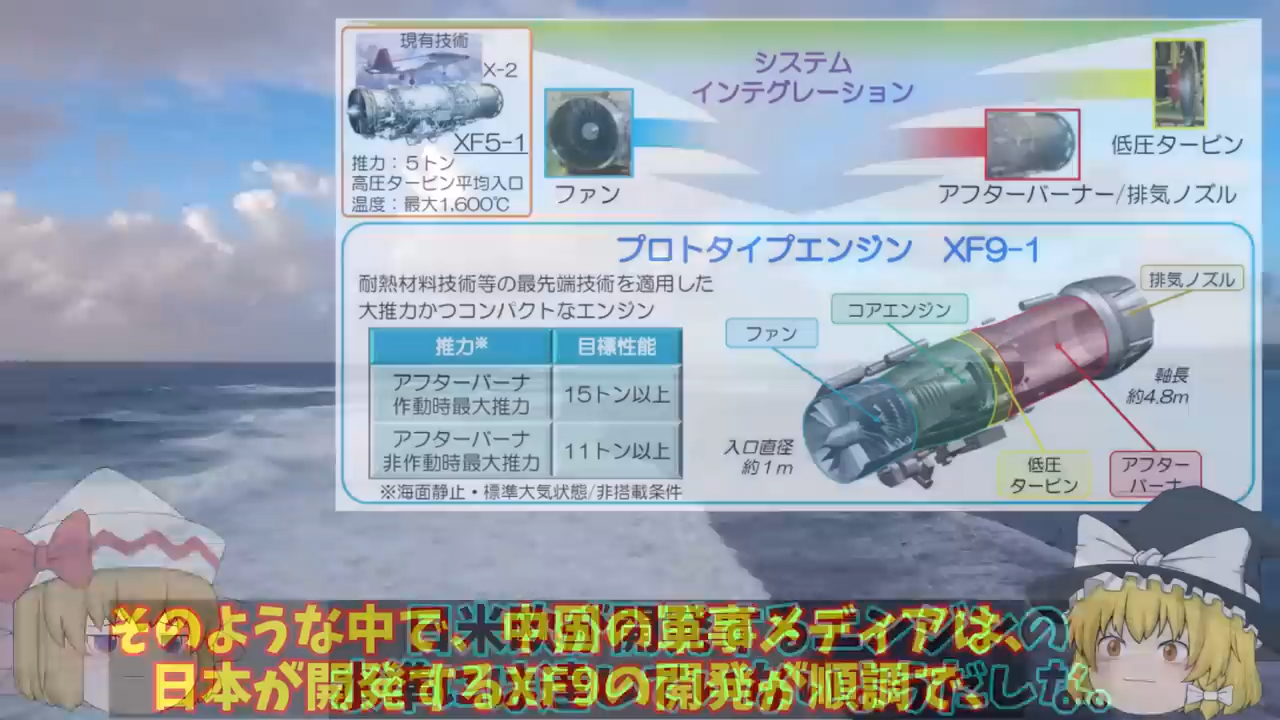 現有技術
X-2
XF5-1
推力：５トン
高圧タービン平均入口
温度：最大1,600℃
ファン
システム
インテグレーション
低圧タービン
アフターバーナー/排気ノズル
プロトタイプエンジン　XF9-1
耐熱材料技術等の最先端技術を適用した
大推力かつコンパクトなエンジン
推力※ 目標性能
アフターバーナ
作動時最大推力
15トン以上
アフターバーナ
非作動時最大推力
11トン以上
※海面静止・標準大気状態/非搭載条件
ファン
コアエンジン
排気ノズル
軸長
約4.8m
入口直径
約１ｍ
低圧
タービン
アフター
バーナ
そのような中で、中国の軍事メディアは、
日本が開発するXF9の開発が順調で、